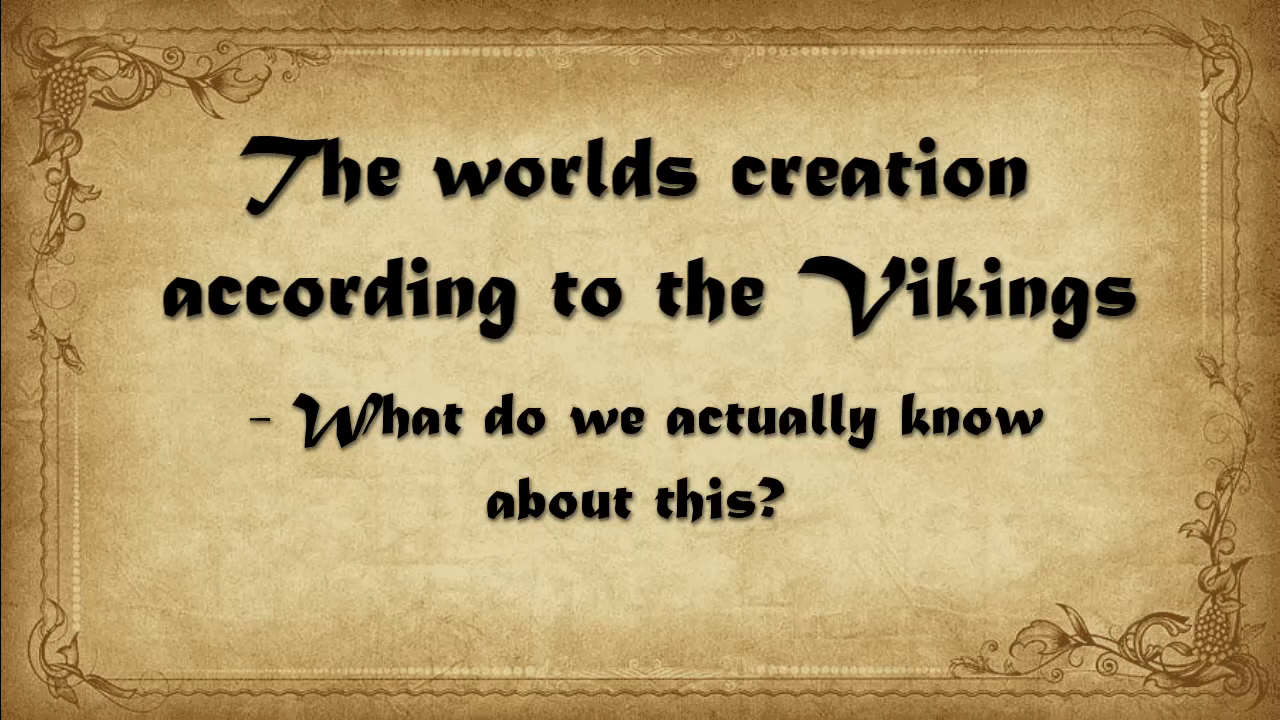 The worlds creation
according to the Vikings
- What do we actually know
about this?